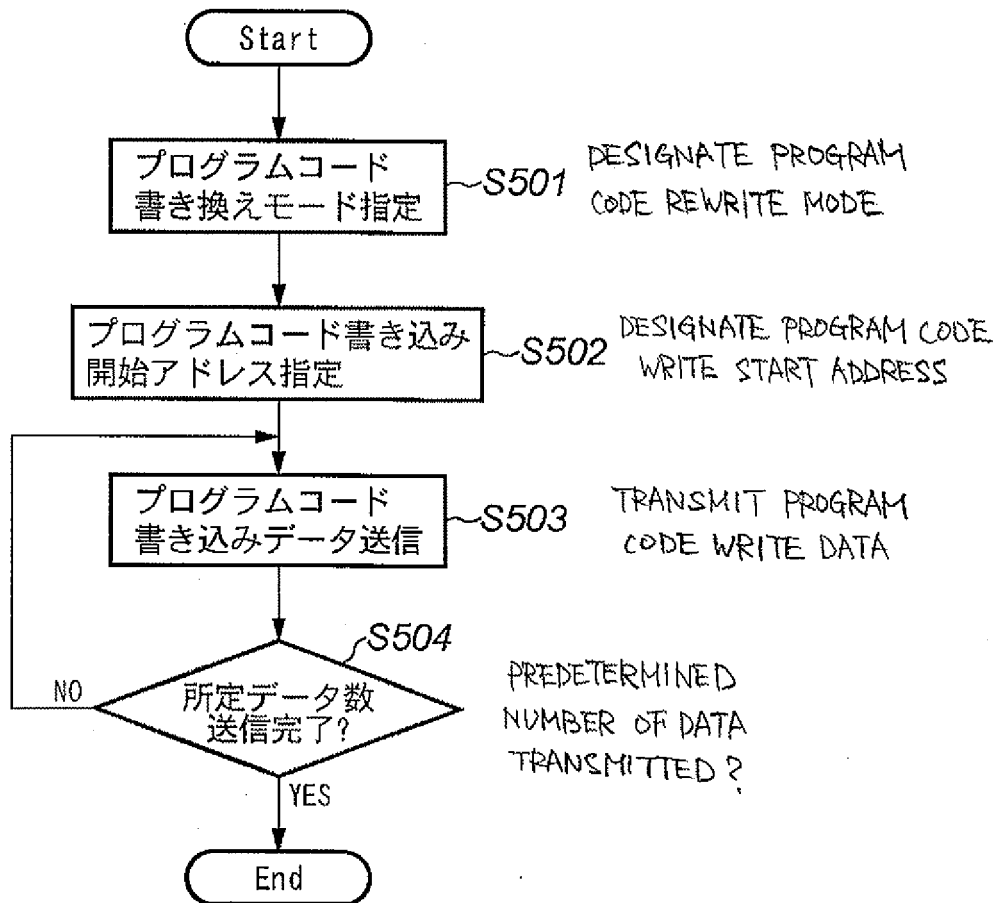 Start
プログラムコード
書き換えモード指定
S501
DESIGNATE PROGRAM
CODE REWRITE MODE
プログラムコード書き込み
開始アドレス指定
S502
DESIGNATE PROGRAM CODE
WRITE START ADDRESS
プログラムコード
書き込みデータ送信
S503
TRANSMIT PROGRAM
CODE WRITE DATA
S504
所定データ数
送信完了?
NO
YES
PREDETERMINED
NUMBER OF DATA
TRANSMITTED?
End